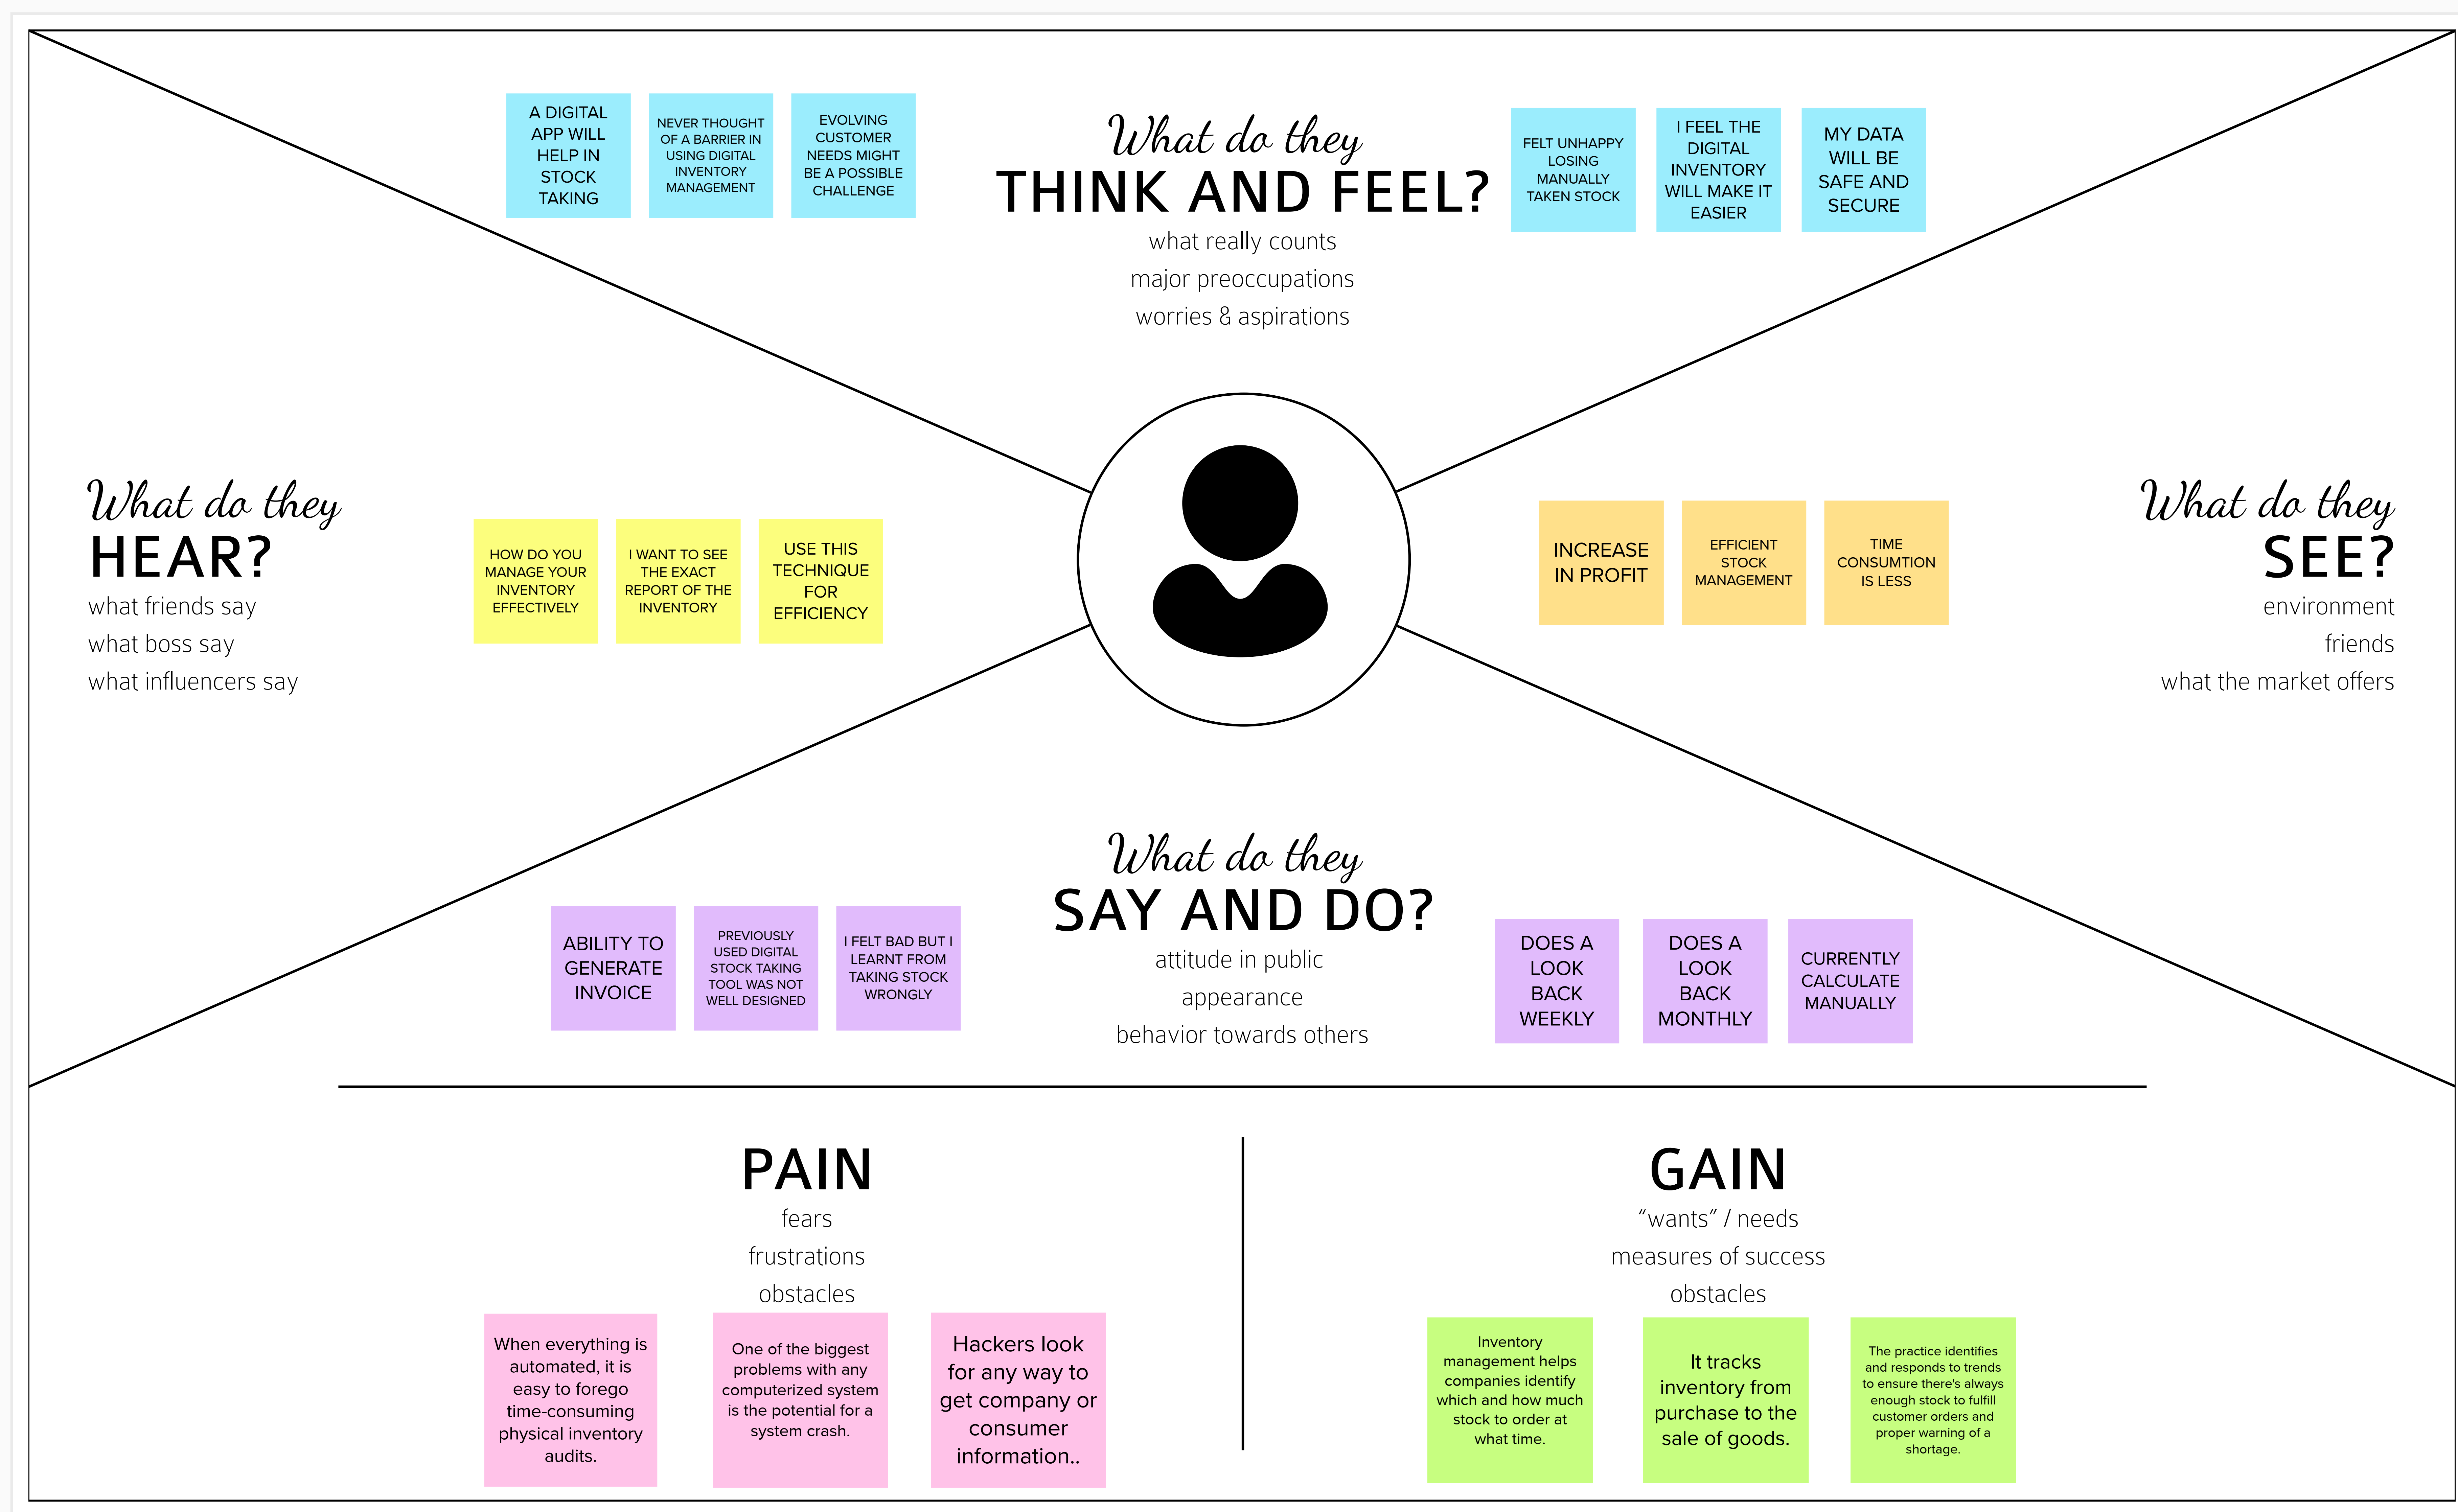 A DIGITAL
APP WILL
HELP IN
STOCK
TAKING
NEVER THOUGHT
OF A BARRIER IN
USING DIGITAL
INVENTORY
MANAGEMENT
EVOLVING
CUSTOMER
NEEDS MIGHT
BE A POSSIBLE
CHALLENGE
What do they
THINK AND FEEL?
what really counts
major preoccupations
worries & aspirations
FELT UNHAPPY
LOSING
MANUALLY
TAKEN STOCK
I FEEL THE
DIGITAL
INVENTORY
WILL MAKE IT
EASIER
MY DATA
WILL BE
SAFE AND
SECURE
What do they
HEAR?
what friends say
what boss say
what influencers say
HOW DO YOU
MANAGE YOUR
INVENTORY
EFFECTIVELY
I WANT TO SEE
THE EXACT
REPORT OF THE
INVENTORY
USE THIS
TECHNIQUE
FOR
EFFICIENCY
INCREASE
IN PROFIT
EFFICIENT
STOCK
MANAGEMENT
TIME
CONSUMTION
IS LESS
What do they
SEE?
environment
friends
what the market offers
What do they
SAY AND DO?
attitude in public
appearance
behavior towards others
ABILITY TO
GENERATE
INVOICE
PREVIOUSLY
USED DIGITAL
STOCK TAKING
TOOL WAS NOT
WELL DESIGNED
I FELT BAD BUT I
LEARNT FROM
TAKING STOCK
WRONGLY
DOES A
LOOK
BACK
WEEKLY
DOES A
LOOK
BACK
MONTHLY
CURRENTLY
CALCULATE
MANUALLY
PAIN
fears
frustrations
obstacles
When everything is
automated, it is
easy to forego
time-consuming
physical inventory
audits.
One of the biggest
problems with any
computerized system
is the potential for a
system crash.
Hackers look
for any way to
get company or
consumer
information..
GAIN
“wants” / needs
measures of success
obstacles
Inventory
management helps
companies identify
which and how much
stock to order at
what time.
It tracks
inventory from
purchase to the
sale of goods.
The practice identifies
and responds to trends
to ensure there's always
enough stock to fulfill
customer orders and
proper warning of a
shortage.